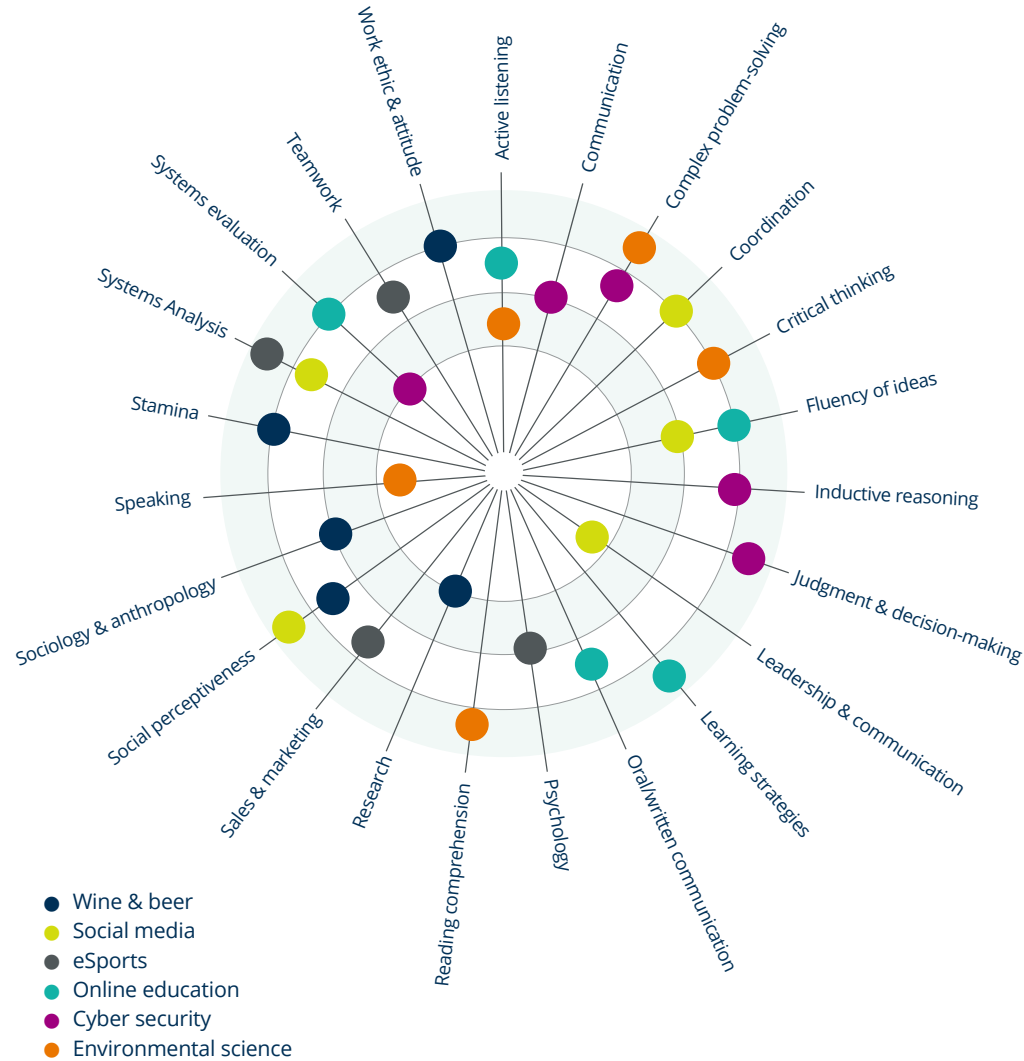 Active listening
Communication
Complex problem-solving
Coordination
Critical thinking
Fluency of ideas
Inductive reasoning
Judgment & decision-making
Leadership & communication
Learning strategies
Oral/written communication
Psychology
Reading comprehension
Research
Sales & marketing
Social perceptiveness
Sociology & anthropology
Speaking
Stamina
Systems Analysis
Systems evaluation
Teamwork
Work ethic & attitude
Wine & beer
Social media
eSports
Online education
Cyber security
Environmental science